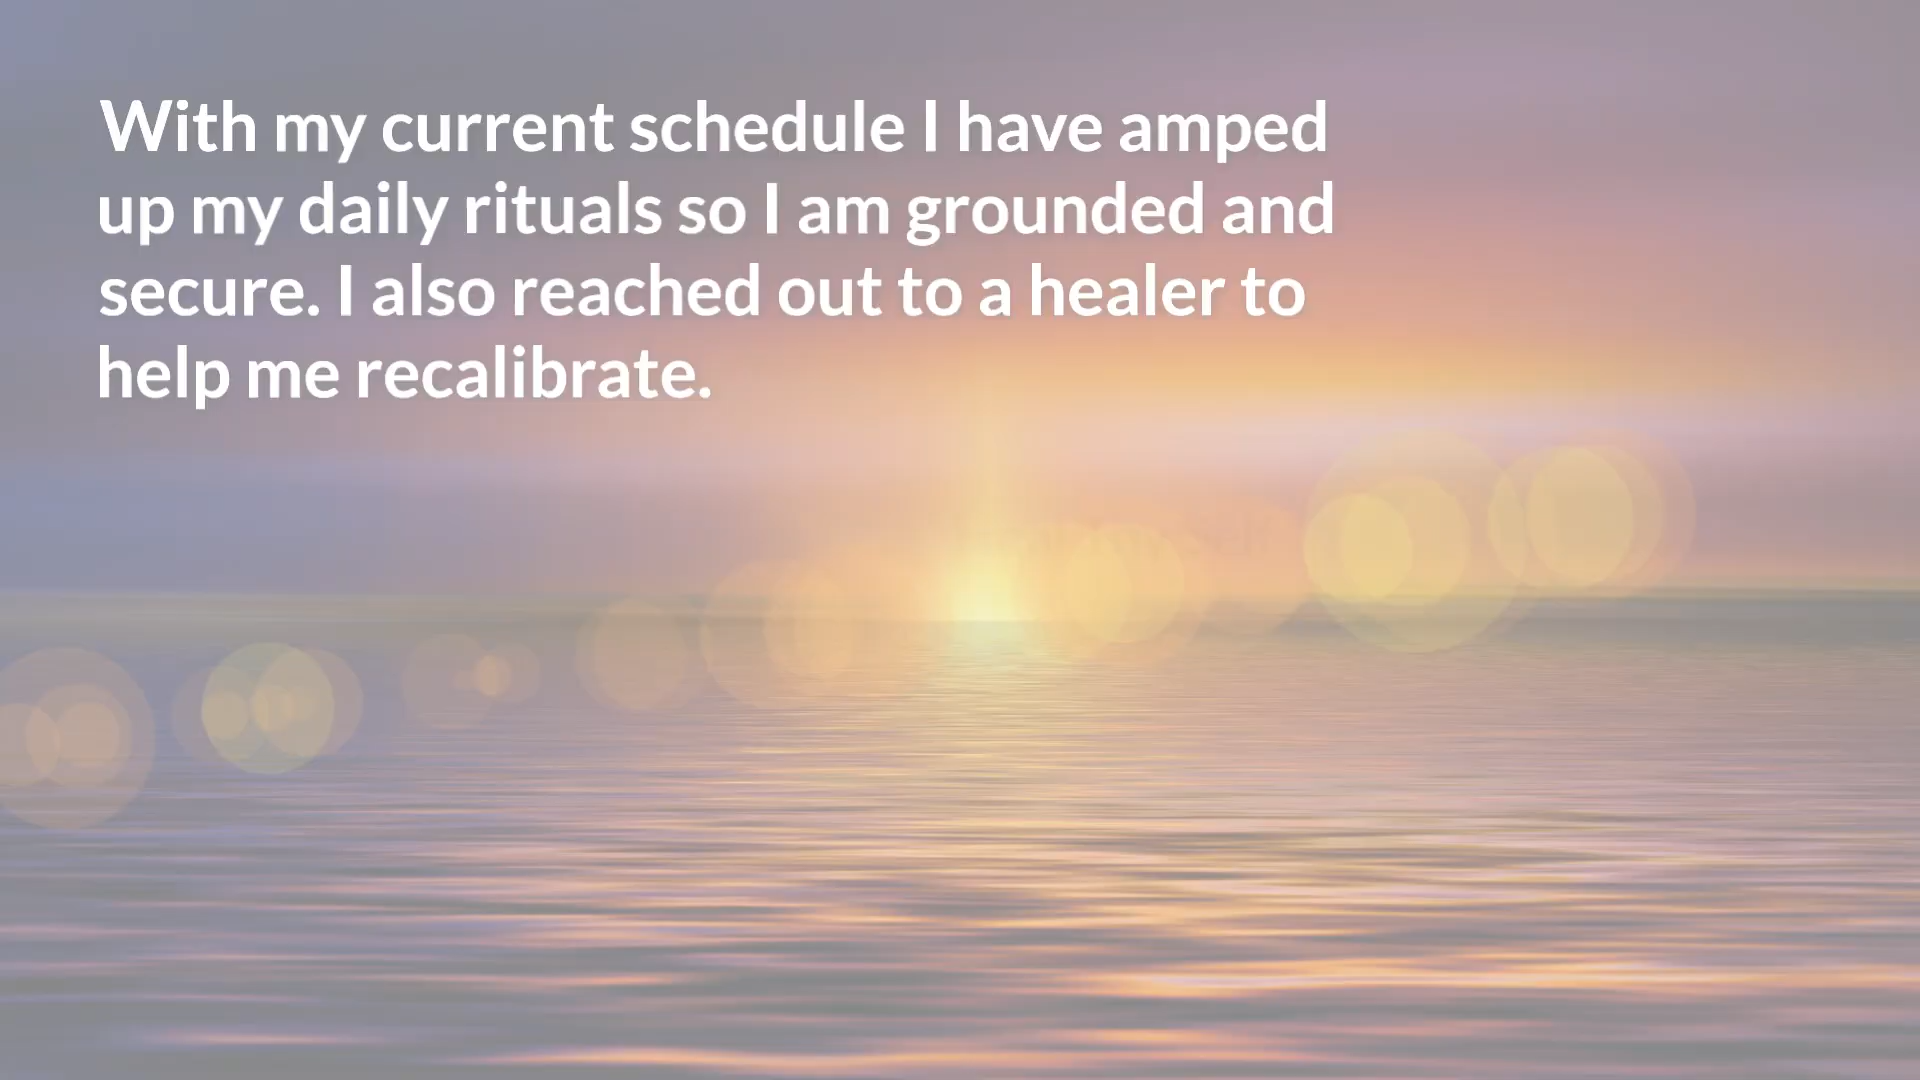 With my current schedule I have amped
up my daily rituals so I am grounded and
secure. I also reached out to a healer to
help me recalibrate.